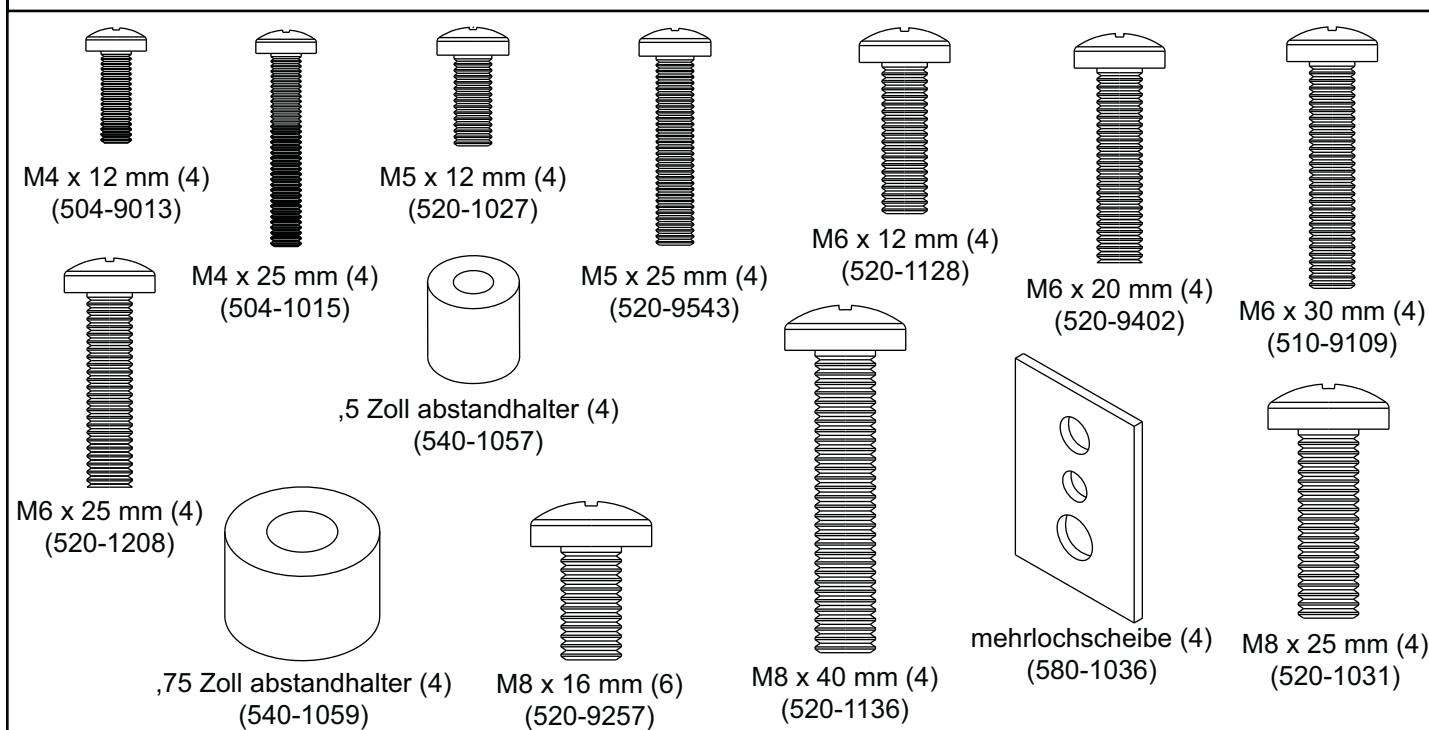 M4 x 12 mm (4)
(504-9013)
M4 x 25 mm (4)
(504-1015)
M5 x 12 mm (4)
(520-1027)
M5 x 25 mm (4)
(520-9543)
M6 x 12 mm (4)
(520-1128)
M6 x 20 mm (4)
(520-9402)
M6 x 30 mm (4)
(510-9109)
M6 x 25 mm (4)
(520-1208)
,5 Zoll abstandhalter (4)
(540-1057)
,75 Zoll abstandhalter (4)
(540-1059)
M8 x 16 mm (6)
(520-9257)
M8 x 40 mm (4)
(520-1136)
mehrlochscheibe (4)
(580-1036)
M8 x 25 mm (4)
(520-1031)